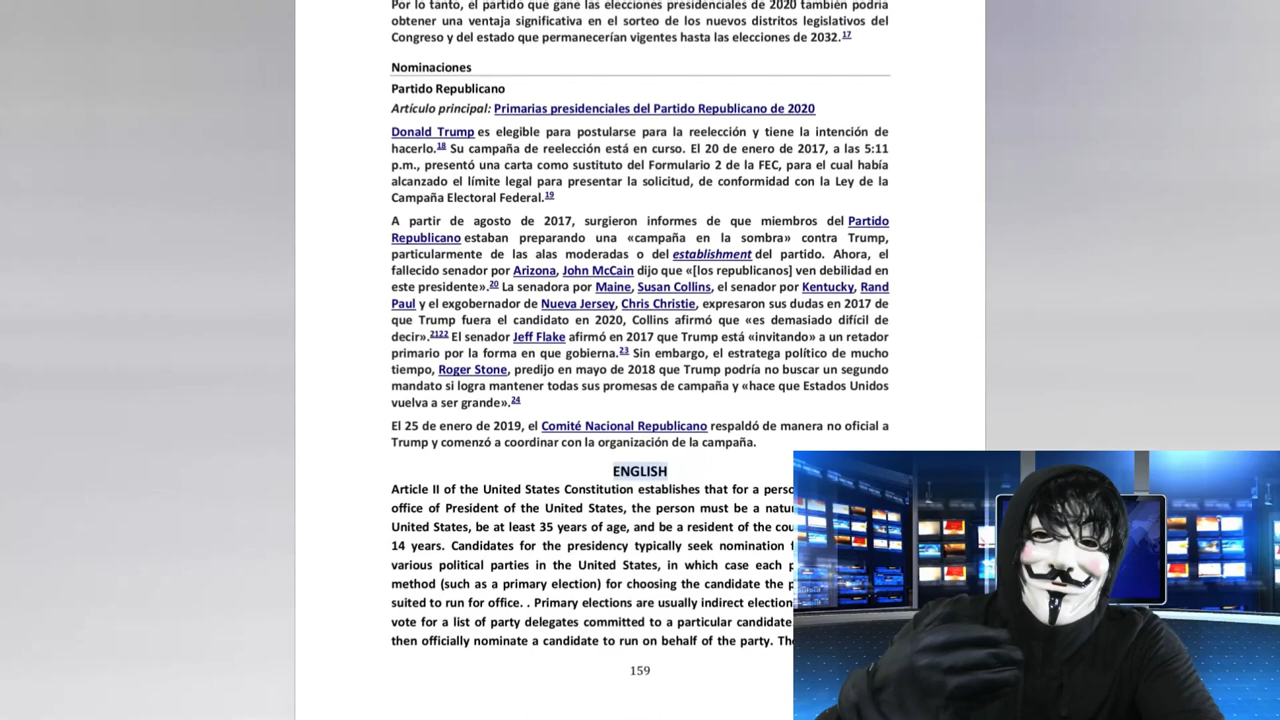 Por lo tanto, el partido que gane las elecciones presidenciales de 2020 también podría
obtener una ventaja significativa en el sorteo de los nuevos distritos legislativos del
Congreso y del estado que permanecerían vigentes hasta las elecciones de 2032.17
Nominaciones
Partido Republicano
Artículo principal: Primarias presidenciales del Partido Republicano de 2020
Donald Trump es elegible para postularse para la reelección y tiene la intención de
hacerlo.18 Su campaña de reelección está en curso. El 20 de enero de 2017, a las 5:11
p.m., presentó una carta como sustituto del Formulario 2 de la FEC, para el cual había
alcanzado el límite legal para presentar la solicitud, de conformidad con la Ley de la
Campaña Electoral Federal.19
A partir de agosto de 2017, surgieron informes de que miembros del Partido
Republicano estaban preparando una «campaña en la sombra» contra Trump,
particularmente de las alas moderadas o del establishment del partido. Ahora, el
fallecido senador por Arizona, John McCain dijo que «[los republicanos] ven debilidad en
este presidente».20 La senadora por Maine, Susan Collins, el senador por Kentucky, Rand
Paul y el exgobernador de Nueva Jersey, Chris Christie, expresaron sus dudas en 2017 de
que Trump fuera el candidato en 2020, Collins afirmó que «es demasiado difícil de
decir».2122 El senador Jeff Flake afirmó en 2017 que Trump está «invitando» a un retador
primario por la forma en que gobierna.23 Sin embargo, el estratega político de mucho
tiempo, Roger Stone, predijo en mayo de 2018 que Trump podría no buscar un segundo
mandato si logra mantener todas sus promesas de campaña y «hace que Estados Unidos
vuelva a ser grande».24
El 25 de enero de 2019, el Comité Nacional Republicano respaldó de manera no oficial a
Trump y comenzó a coordinar con la organización de la campaña.
ENGLISH
Article II of the United States Constitution establishes that for a perso
office of President of the United States, the person must be a natu
United States, be at least 35 years of age, and be a resident of the cou
14 years. Candidates for the presidency typically seek nomination
various political parties in the United States, in which case each p
method (such as a primary election) for choosing the candidate the p
suited to run for office. . Primary elections are usually indirect election
vote for a list of party delegates committed to a particular candidate
then officially nominate a candidate to run on behalf of the party. The
159